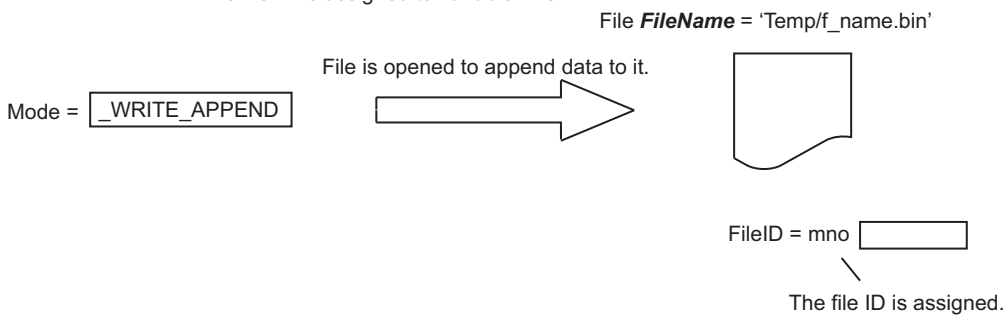 File FileName = ‘Temp/f_name.bin’
File is opened to append data to it.
Mode = _WRITE_APPEND
FileID = mno
The file ID is assigned.